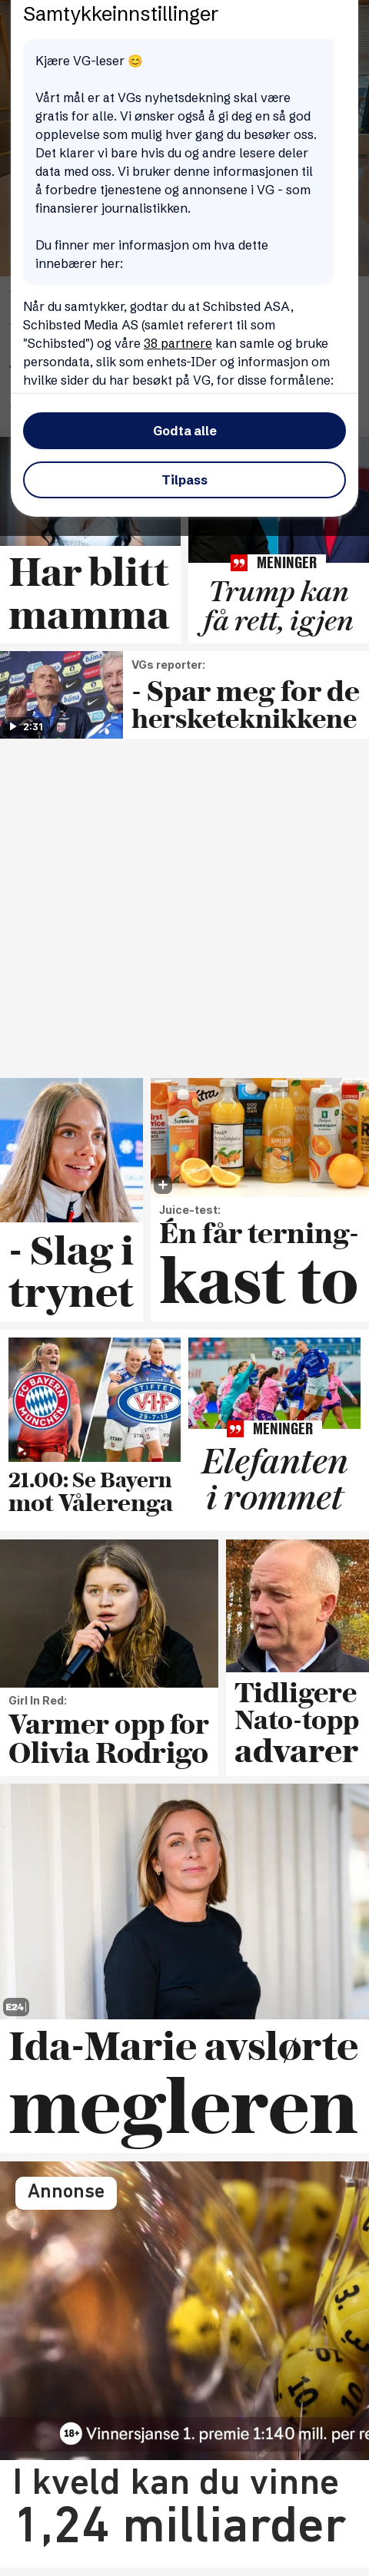 Samtykkeinnstillinger
Kjære VG-leser 😊
Vårt mål er at VGs nyhetsdekning skal være
gratis for alle. Vi ønsker også å gi deg en så god
opplevelse som mulig hver gang du besøker oss.
Det klarer vi bare hvis du og andre lesere deler
data med oss. Vi bruker denne informasjonen til
å forbedre tjenestene og annonsene i VG - som
finansierer journalistikken.
Du finner mer informasjon om hva dette
innebærer her:
Når du samtykker, godtar du at Schibsted ASA,
Schibsted Media AS (samlet referert til som
"Schibsted") og våre 38 partnere kan samle og bruke
persondata, slik som enhets-IDer og informasjon om
hvilke sider du har besøkt på VG, for disse formålene:
Godta alle
Tilpass
Har blitt
mamma
MENINGER
Trump kan
få rett, igjen
2:31
VGs reporter:
- Spar meg for de
hersketeknikkene
- Slag i
trynet
Juice-test:
Én får terning-
kast to
FC BAYERN
MÜNCHEN
STIFTET
VIF
29-7-13
21.00: Se Bayern
mot Vålerenga
MENINGER
Elefanten
i rommet
Girl In Red:
Varmer opp for
Olivia Rodrigo
Tidligere
Nato-topp
advarer
E24
Ida-Marie avslørte
megleren
Annonse
18+ Vinnersjanse 1. premie 1:140 mill. per re
I kveld kan du vinne
1,24 milliarder